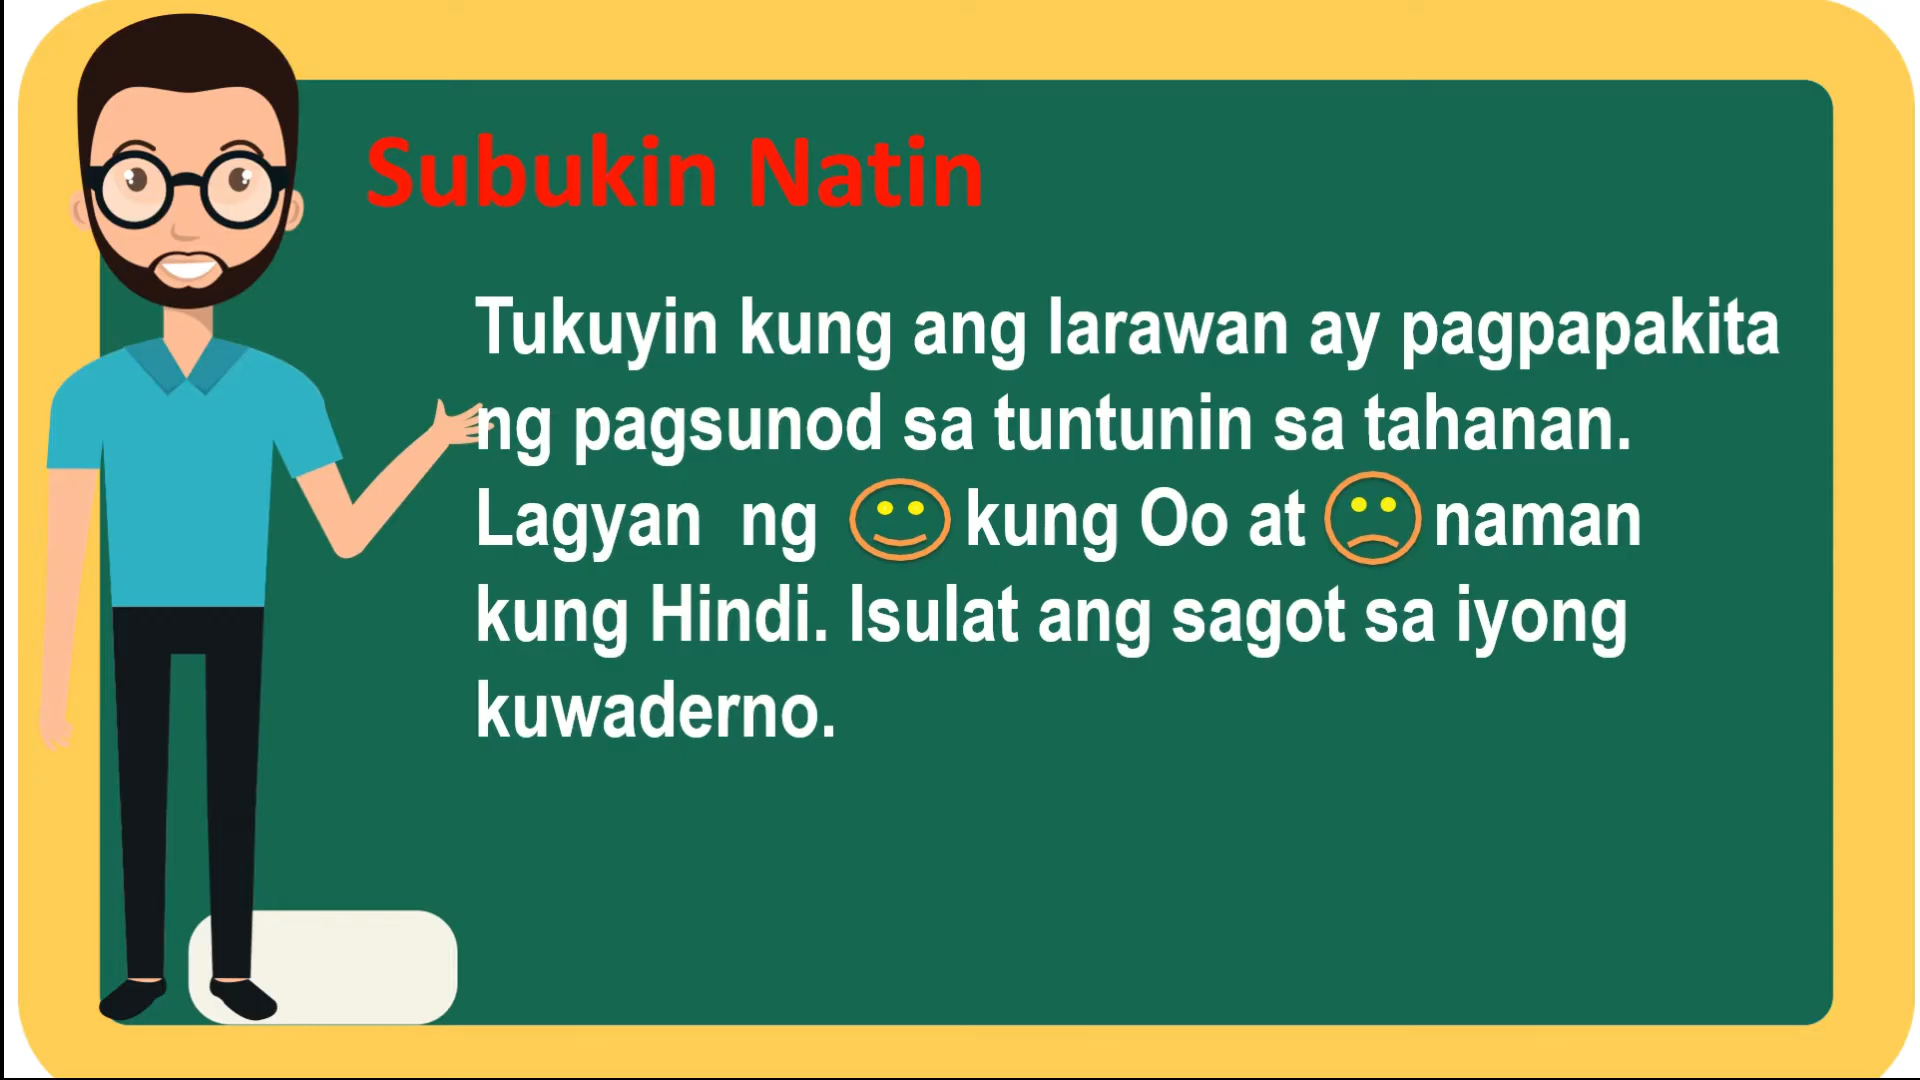 Subukin Natin
Tukuyin kung ang larawan ay pagpapakita
ng pagsunod sa tuntunin sa tahanan.
Lagyan ng kung Oo at naman
kung Hindi. Isulat ang sagot sa iyong
kuwaderno.